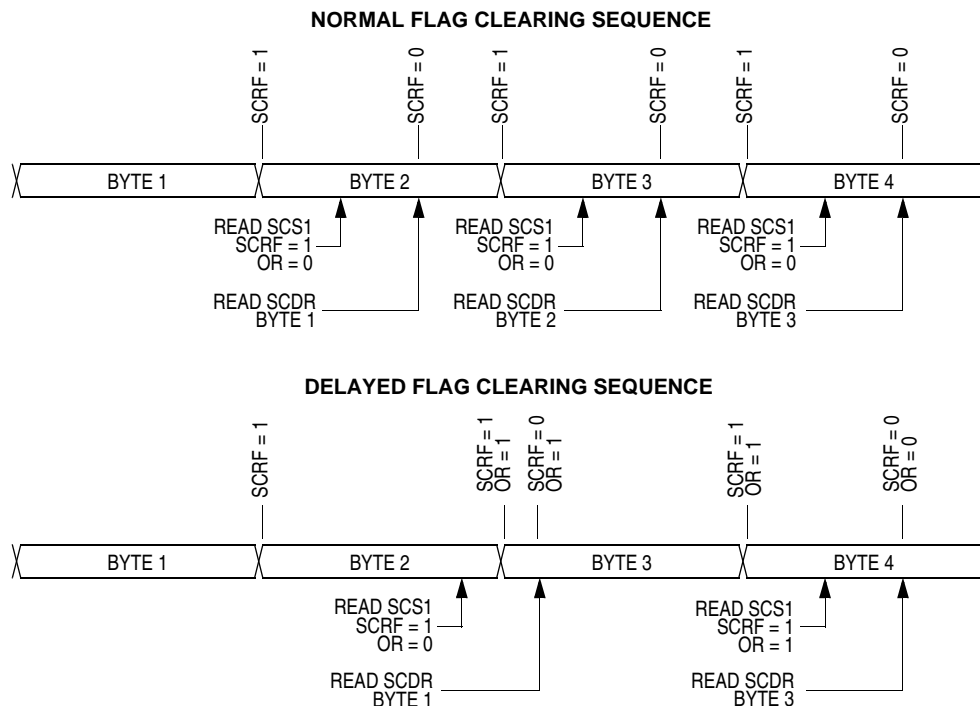 NORMAL FLAG CLEARING SEQUENCE
SCRF = 1
SCRF = 0
SCRF = 1
SCRF = 0
SCRF = 1
SCRF = 0
BYTE 1
BYTE 2
BYTE 3
BYTE 4
READ SCS1
SCRF = 1
OR = 0
READ SCS1
SCRF = 1
OR = 0
READ SCS1
SCRF = 1
OR = 0
READ SCDR
BYTE 1
READ SCDR
BYTE 2
READ SCDR
BYTE 3
DELAYED FLAG CLEARING SEQUENCE
SCRF = 1
SCRF = 1
OR = 1
SCRF = 0
OR = 1
SCRF = 1
OR = 1
SCRF = 0
OR = 0
BYTE 1
BYTE 2
BYTE 3
BYTE 4
READ SCS1
SCRF = 1
OR = 0
READ SCS1
SCRF = 1
OR = 1
READ SCDR
BYTE 1
READ SCDR
BYTE 3